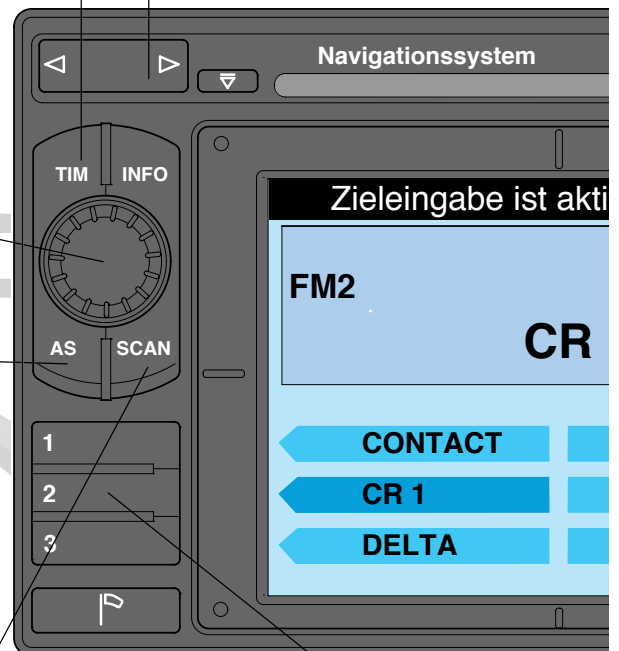 Navigationssystem
TIM INFO
Zieleingabe ist akti
FM2
CR
AS SCAN
1
CONTACT
2
CR 1
3
DELTA